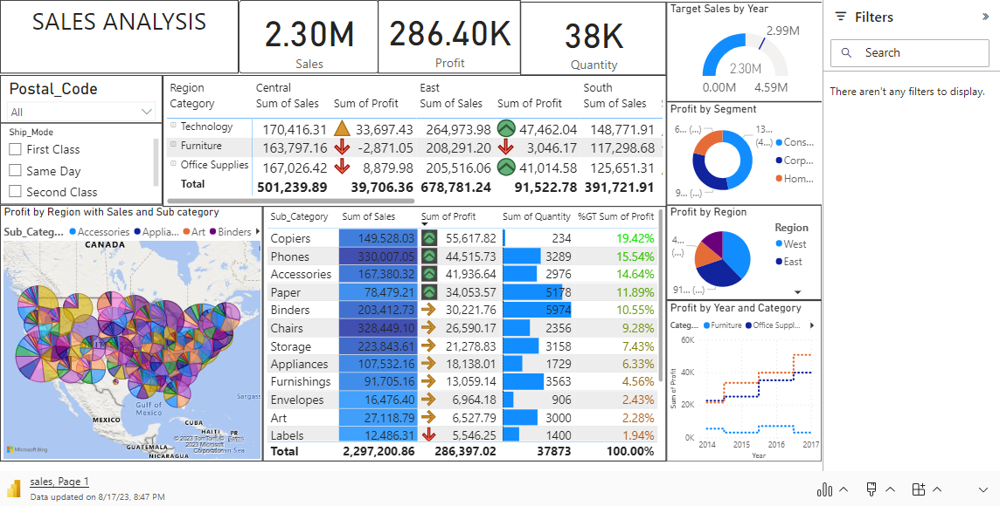 SALES ANALYSIS
2.30M
Sales
286.40K
Profit
38K
Quantity
Target Sales by Year
2.99M
2.30M
0.00M 4.59M
Filters
Search
There aren't any filters to display.
Postal_Code
All
Ship_Mode
First Class
Same Day
Second Class
Region Central East South
Category Sum of Sales Sum of Profit Sum of Sales Sum of Profit Sum of Sales
Technology 170,416.31 33,697.43 264,973.98 47,462.04 148,771.91
Furniture 163,797.16 -2,871.05 208,291.20 3,046.17 117,298.68
Office Supplies 167,026.42 8,879.98 205,516.06 41,014.58 125,651.31
Total 501,239.89 39,706.36 678,781.24 91,522.78 391,721.91
Profit by Segment
6... (...)
13...
(4...)
9... (...)
Cons...
Corp...
Hom...
Profit by Region with Sales and Sub category
Sub_Categ... Accessories Applia... Art Binders
CANADA
Gulf of
Mexico
MEXICO
CUBA
HAITI
PR
GUATEMALA
NICARAGUA
Sargass
© 2023 TomTom, ©
2023 Microsoft
Corporation
Microsoft Bing
Sub_Category Sum of Sales Sum of Profit Sum of Quantity %GT Sum of Profit
Copiers 149,528.03 55,617.82 234 19.42%
Phones 330,007.05 44,515.73 3289 15.54%
Accessories 167,380.32 41,936.64 2976 14.64%
Paper 78,479.21 34,053.57 5178 11.89%
Binders 203,412.73 30,221.76 5974 10.55%
Chairs 328,449.10 26,590.17 2356 9.28%
Storage 223,843.61 21,278.83 3158 7.43%
Appliances 107,532.16 18,138.01 1729 6.33%
Furnishings 91,705.16 13,059.14 3563 4.56%
Envelopes 16,476.40 6,964.18 906 2.43%
Art 27,118.79 6,527.79 3000 2.28%
Labels 12,486.31 5,546.25 1400 1.94%
Total 2,297,200.86 286,397.02 37873 100.00%
Profit by Region
4...
(...)
91... (...)
Region
West
East
Profit by Year and Category
Categ... Furniture Office Suppl...
60K
40K
20K
0K
Sum of Profit
2014 2015 2016 2017
Year
sales, Page 1
Data updated on 8/17/23, 8:47 PM